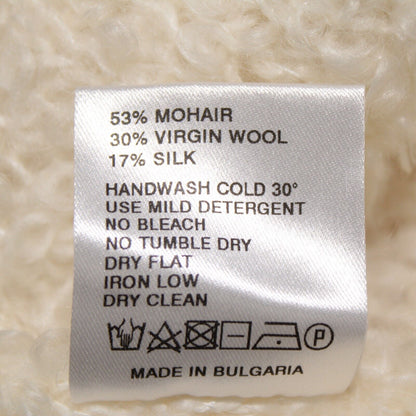 53% MOHAIR
30% VIRGIN WOOL
17% SILK
HANDWASH COLD 30°
USE MILD DETERGENT
NO BLEACH
NO TUMBLE DRY
DRY FLAT
IRON LOW
DRY CLEAN
P
MADE IN BULGARIA